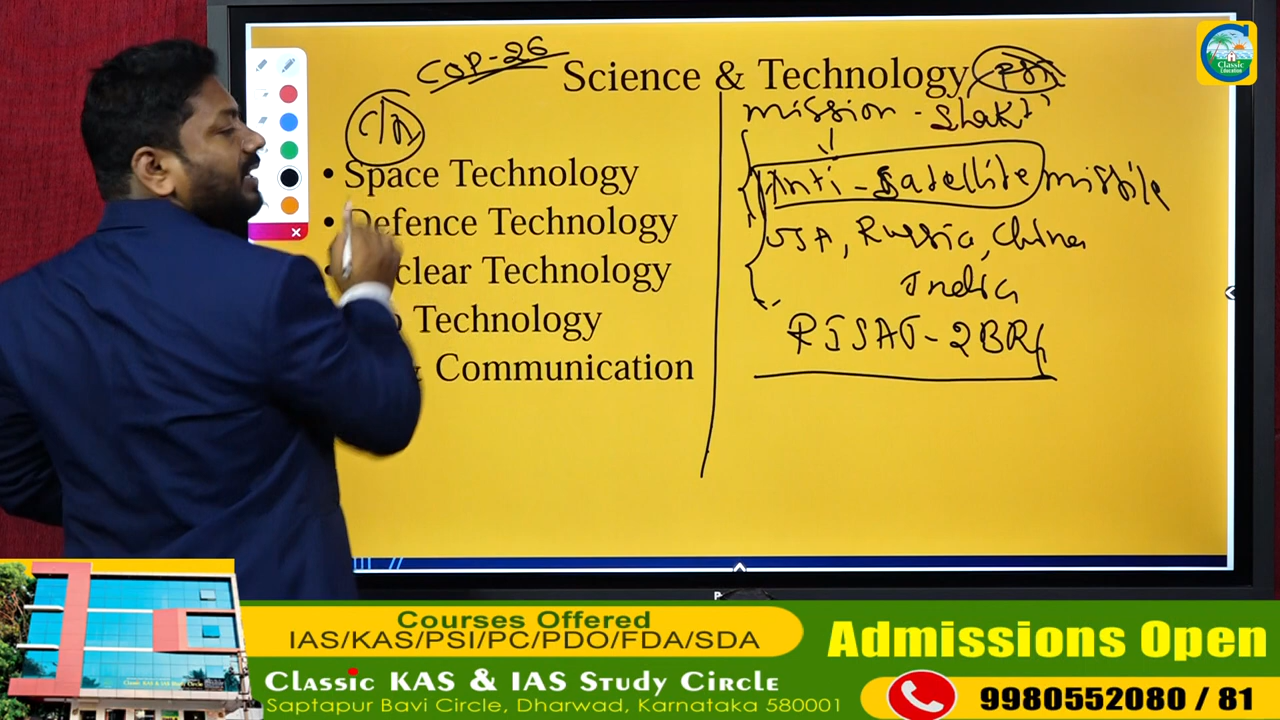 COP-26
Science & Technology
PSI
C/A
mission - Shakti
Space Technology
Anti - Satellite missile
Defence Technology
USA, Russia, China
clear Technology
India
Technology
RISAT-2BR1
& Communication
Classic
Education
Courses Offered
IAS/KAS/PSI/PC/PDO/FDA/SDA
Admissions Open
Classic KAS & IAS Study Circle
Saptapur Bavi Circle, Dharwad, Karnataka 580001
9980552080 / 81